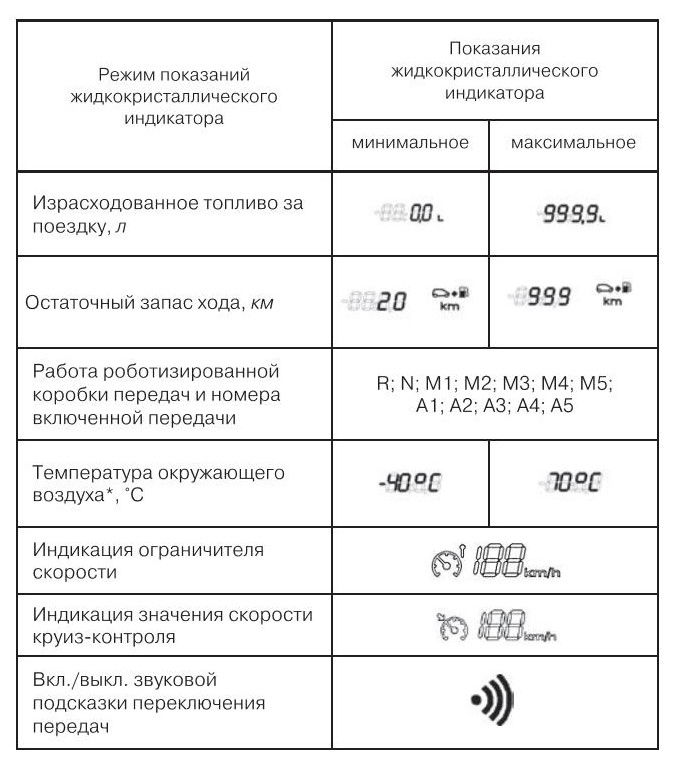 Режим показаний
жидкокристаллического
индикатора
Показания
жидкокристаллического
индикатора
минимальное
максимальное
Израсходованное топливо за
поездку, л
0,0 L
999,9 L
Остаточный запас хода, км
20
km
999
km
Работа роботизированной
коробки передач и номера
включенной передачи
R; N; M1; M2; M3; M4; M5;
A1; A2; A3; A4; A5
Температура окружающего
воздуха*, °C
-40°C
70°C
Индикация ограничителя
скорости
188 km/h
Индикация значения скорости
круиз-контроля
188 km/h
Вкл./выкл. звуковой
подсказки переключения
передач